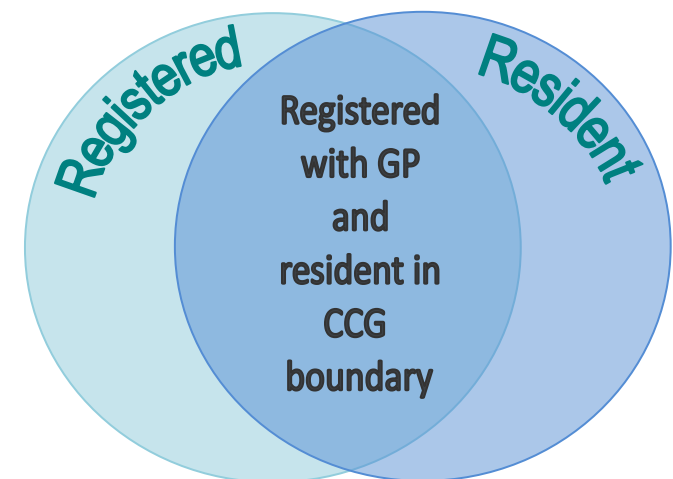 Registered
Resident
Registered
with GP
and
resident in
CCG
boundary